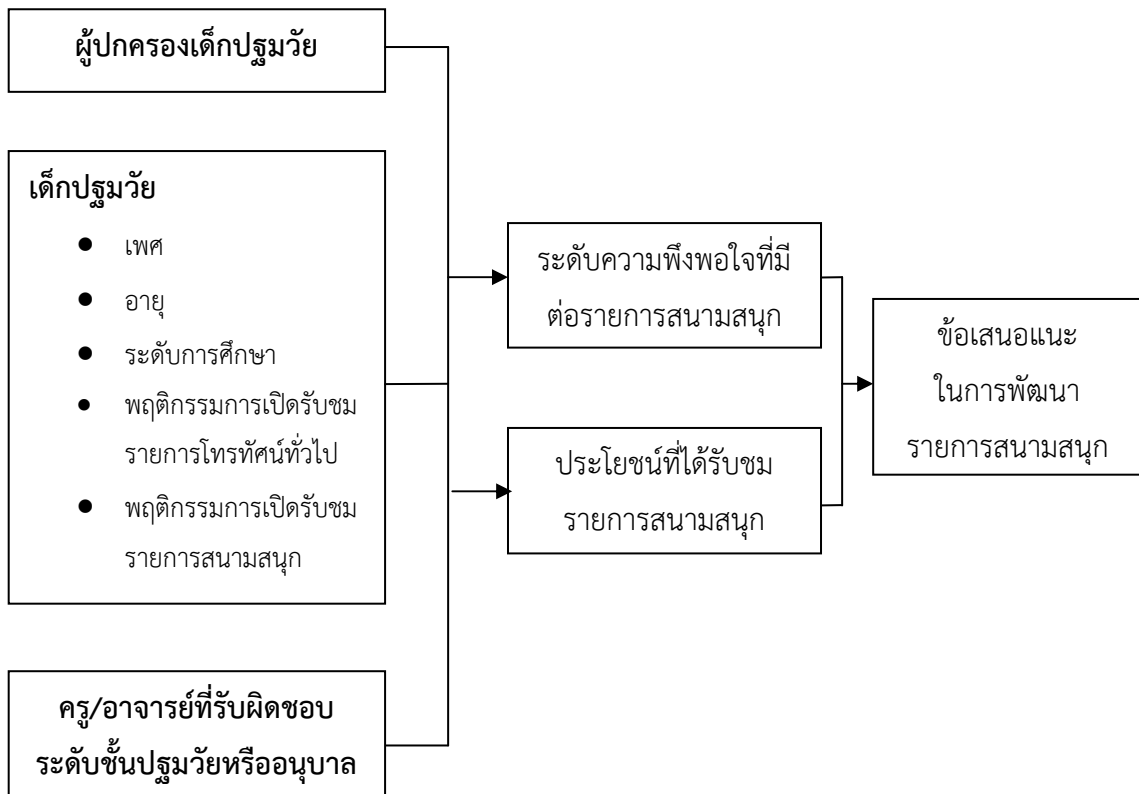 ผู้ปกครองเด็กปฐมวัย
เด็กปฐมวัย
● เพศ
● อายุ
● ระดับการศึกษา
● พฤติกรรมการเปิดรับชม
รายการโทรทัศน์ทั่วไป
● พฤติกรรมการเปิดรับชม
รายการสนามสนุก
ครู/อาจารย์ที่รับผิดชอบ
ระดับชั้นปฐมวัยหรืออนุบาล
ระดับความพึงพอใจที่มี
ต่อรายการสนามสนุก
ประโยชน์ที่ได้รับชม
รายการสนามสนุก
ข้อเสนอแนะ
ในการพัฒนา
รายการสนามสนุก